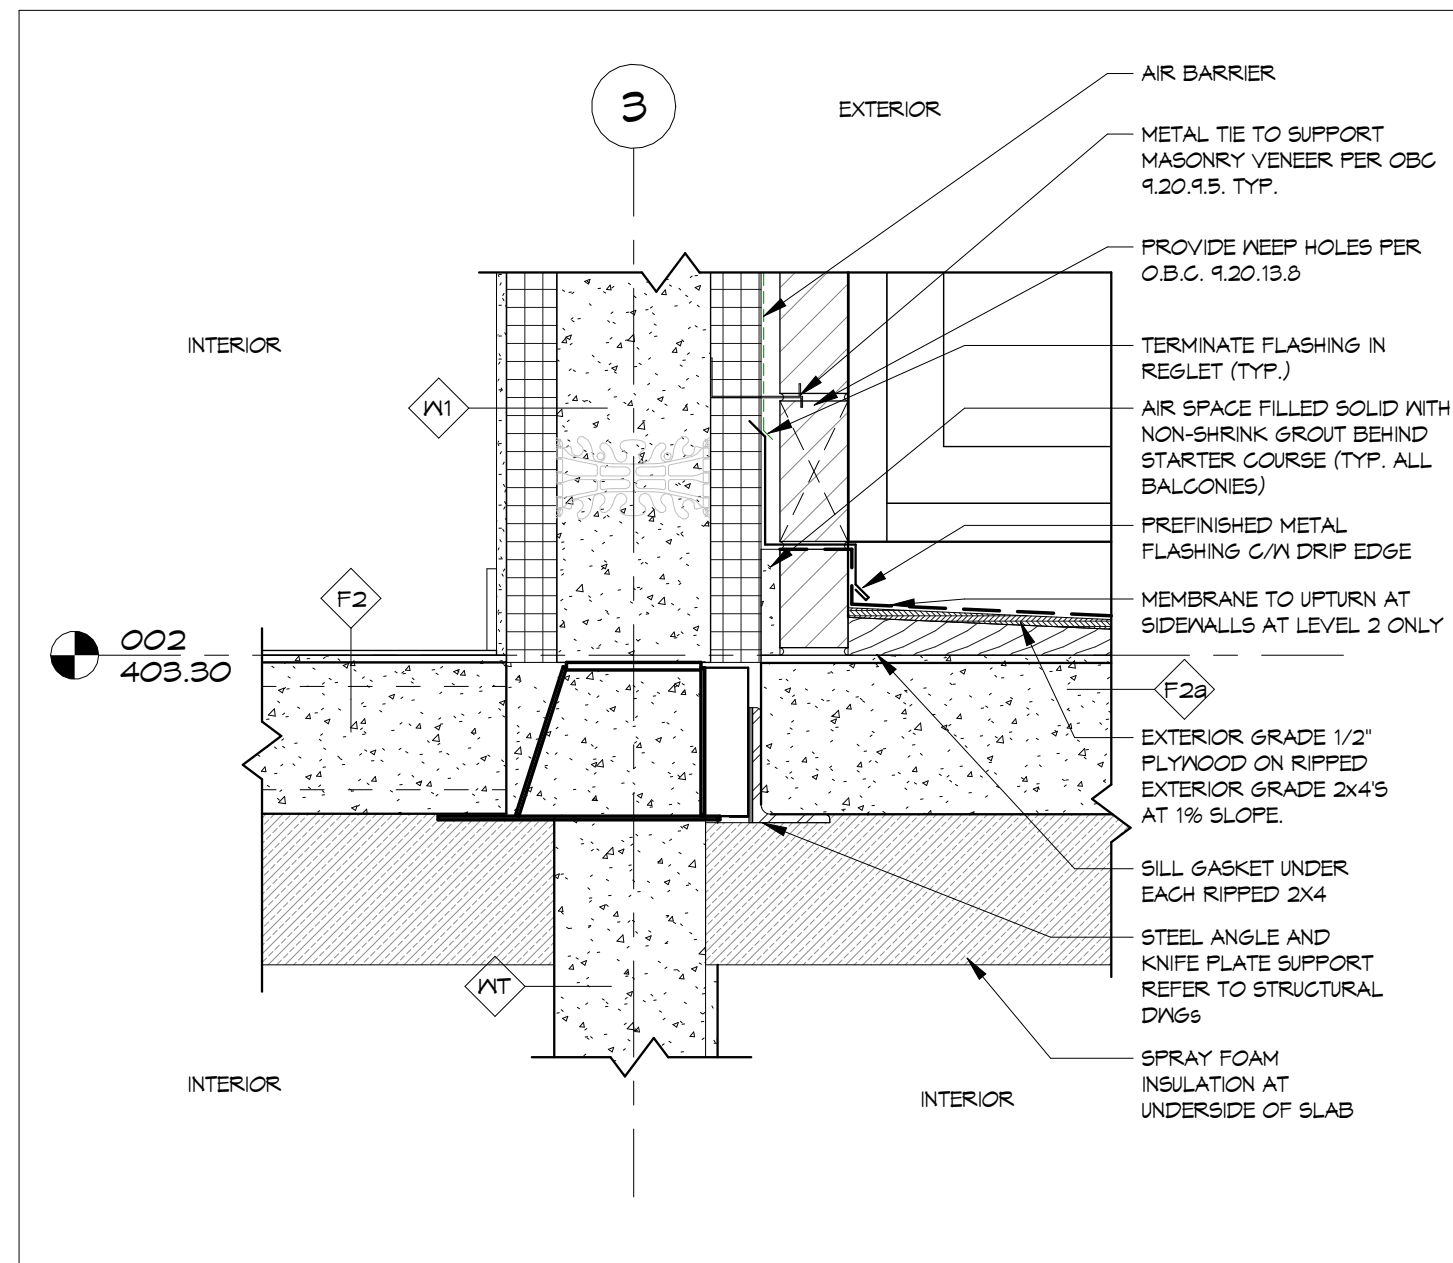 3
EXTERIOR
AIR BARRIER
METAL TIE TO SUPPORT
MASONRY VENEER PER OBC
9.20.9.5. TYP.
PROVIDE WEEP HOLES PER
O.B.C. 9.20.13.8
INTERIOR
TERMINATE FLASHING IN
REGLET (TYP.)
W1
AIR SPACE FILLED SOLID WITH
NON-SHRINK GROUT BEHIND
STARTER COURSE (TYP. ALL
BALCONIES)
PREFINISHED METAL
FLASHING C/W DRIP EDGE
F2
MEMBRANE TO UPTURN AT
SIDEWALLS AT LEVEL 2 ONLY
002
403.30
F2a
EXTERIOR GRADE 1/2"
PLYWOOD ON RIPPED
EXTERIOR GRADE 2x4'S
AT 1% SLOPE.
SILL GASKET UNDER
EACH RIPPED 2X4
STEEL ANGLE AND
KNIFE PLATE SUPPORT
REFER TO STRUCTURAL
DWGs
WT
SPRAY FOAM
INSULATION AT
UNDERSIDE OF SLAB
INTERIOR
INTERIOR